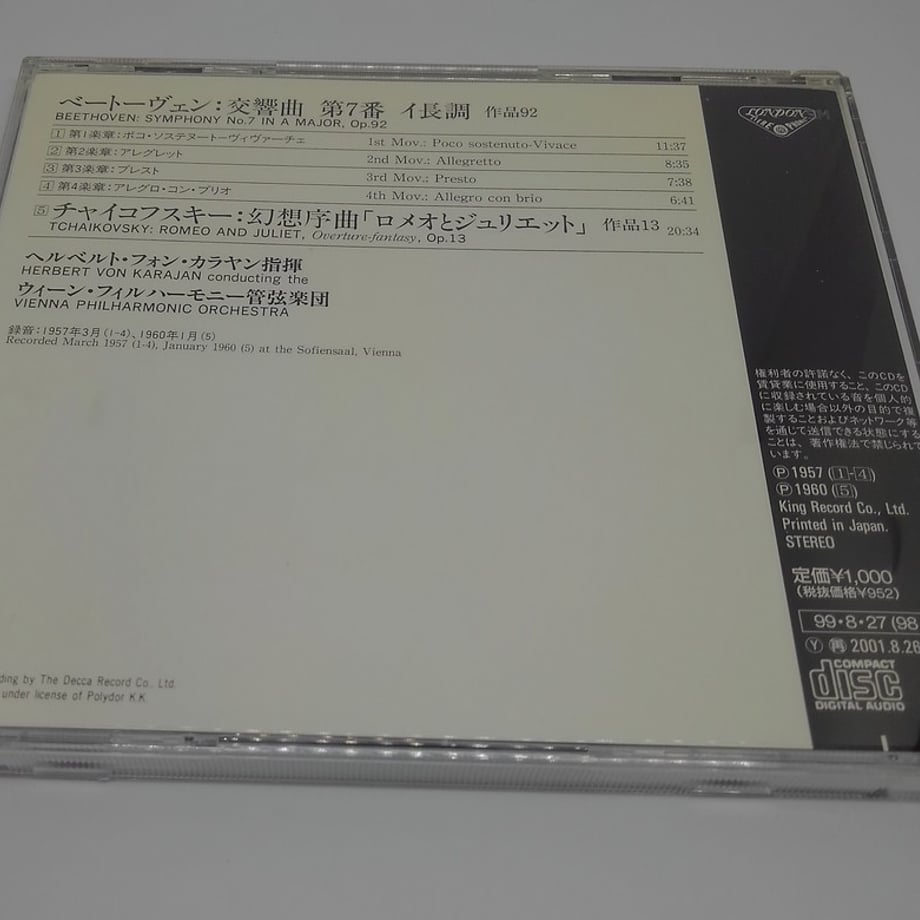 ベートーヴェン：交響曲 第7番 イ長調 作品92
BEETHOVEN: SYMPHONY No.7 IN A MAJOR, Op.92
1 第1楽章：ポコ・ソステヌートーヴィヴァーチェ 1st Mov.: Poco sostenuto-Vivace 11:37
2 第2楽章：アレグレット 2nd Mov.: Allegretto 8:35
3 第3楽章：プレスト 3rd Mov.: Presto 7:38
4 第4楽章：アレグロ・コン・ブリオ 4th Mov.: Allegro con brio 6:41
5 チャイコフスキー：幻想序曲「ロメオとジュリエット」 作品13 20:34
TCHAIKOVSKY: ROMEO AND JULIET, Overture-fantasy, Op.13
ヘルベルト・フォン・カラヤン指揮
HERBERT VON KARAJAN conducting the
ウィーン・フィルハーモニー管弦楽団
VIENNA PHILHARMONIC ORCHESTRA
録音：1957年3月(1-4)、1960年1月(5)
Recorded March 1957 (1-4), January 1960 (5) at the Sofiensaal, Vienna
ding by The Decca Record Co., Ltd.
under license of Polydor K.K.
LONDON
権利者の許諾なく、このCDを
賃貸業に使用すること、このCD
に収録されている音を個人的
に楽しむ場合以外の目的で複
製することおよびネットワーク等
を通じて送信できる状態にする
ことは、著作権法で禁じられて
います。
Ⓟ 1957 (1-4)
Ⓟ 1960 (5)
King Record Co., Ltd.
Printed in Japan.
STEREO
定価¥1,000
(税抜価格¥952)
99・8・27 (98
Ⓨ 再 2001.8.26
COMPACT
disc
DIGITAL AUDIO